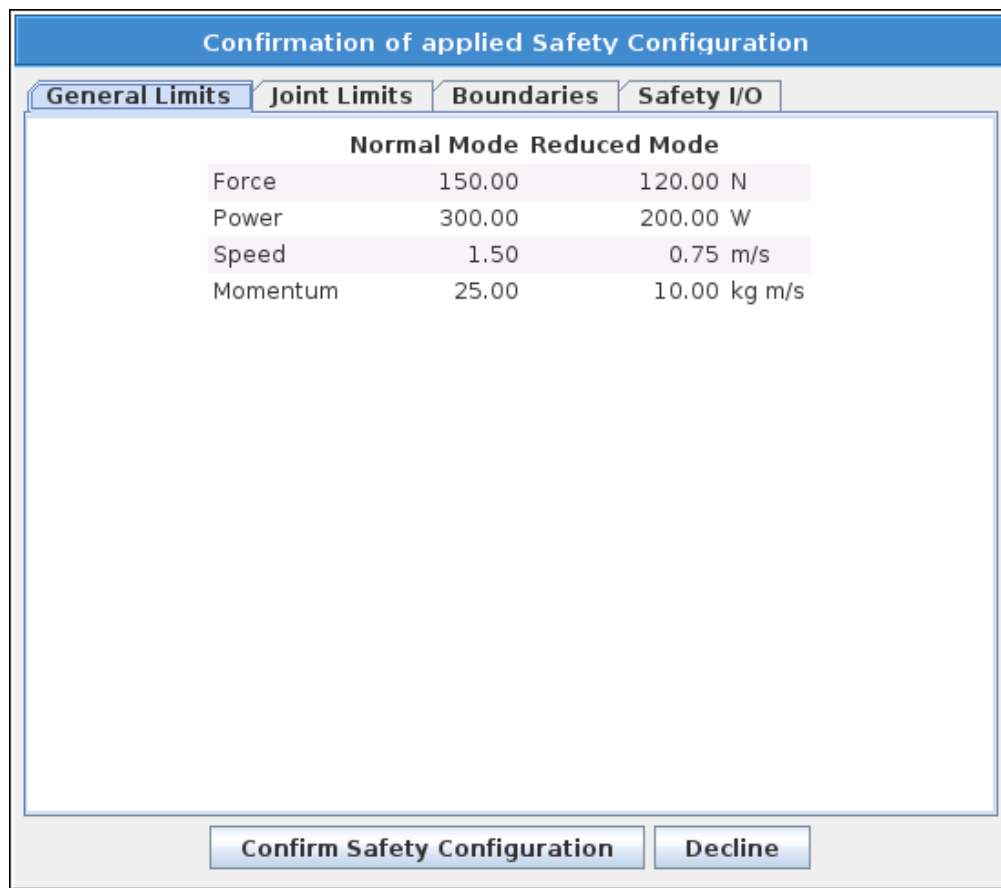 Confirmation of applied Safety Configuration
General Limits Joint Limits Boundaries Safety I/O
Normal Mode Reduced Mode
Force 150.00 120.00 N
Power 300.00 200.00 W
Speed 1.50 0.75 m/s
Momentum 25.00 10.00 kg m/s
Confirm Safety Configuration Decline